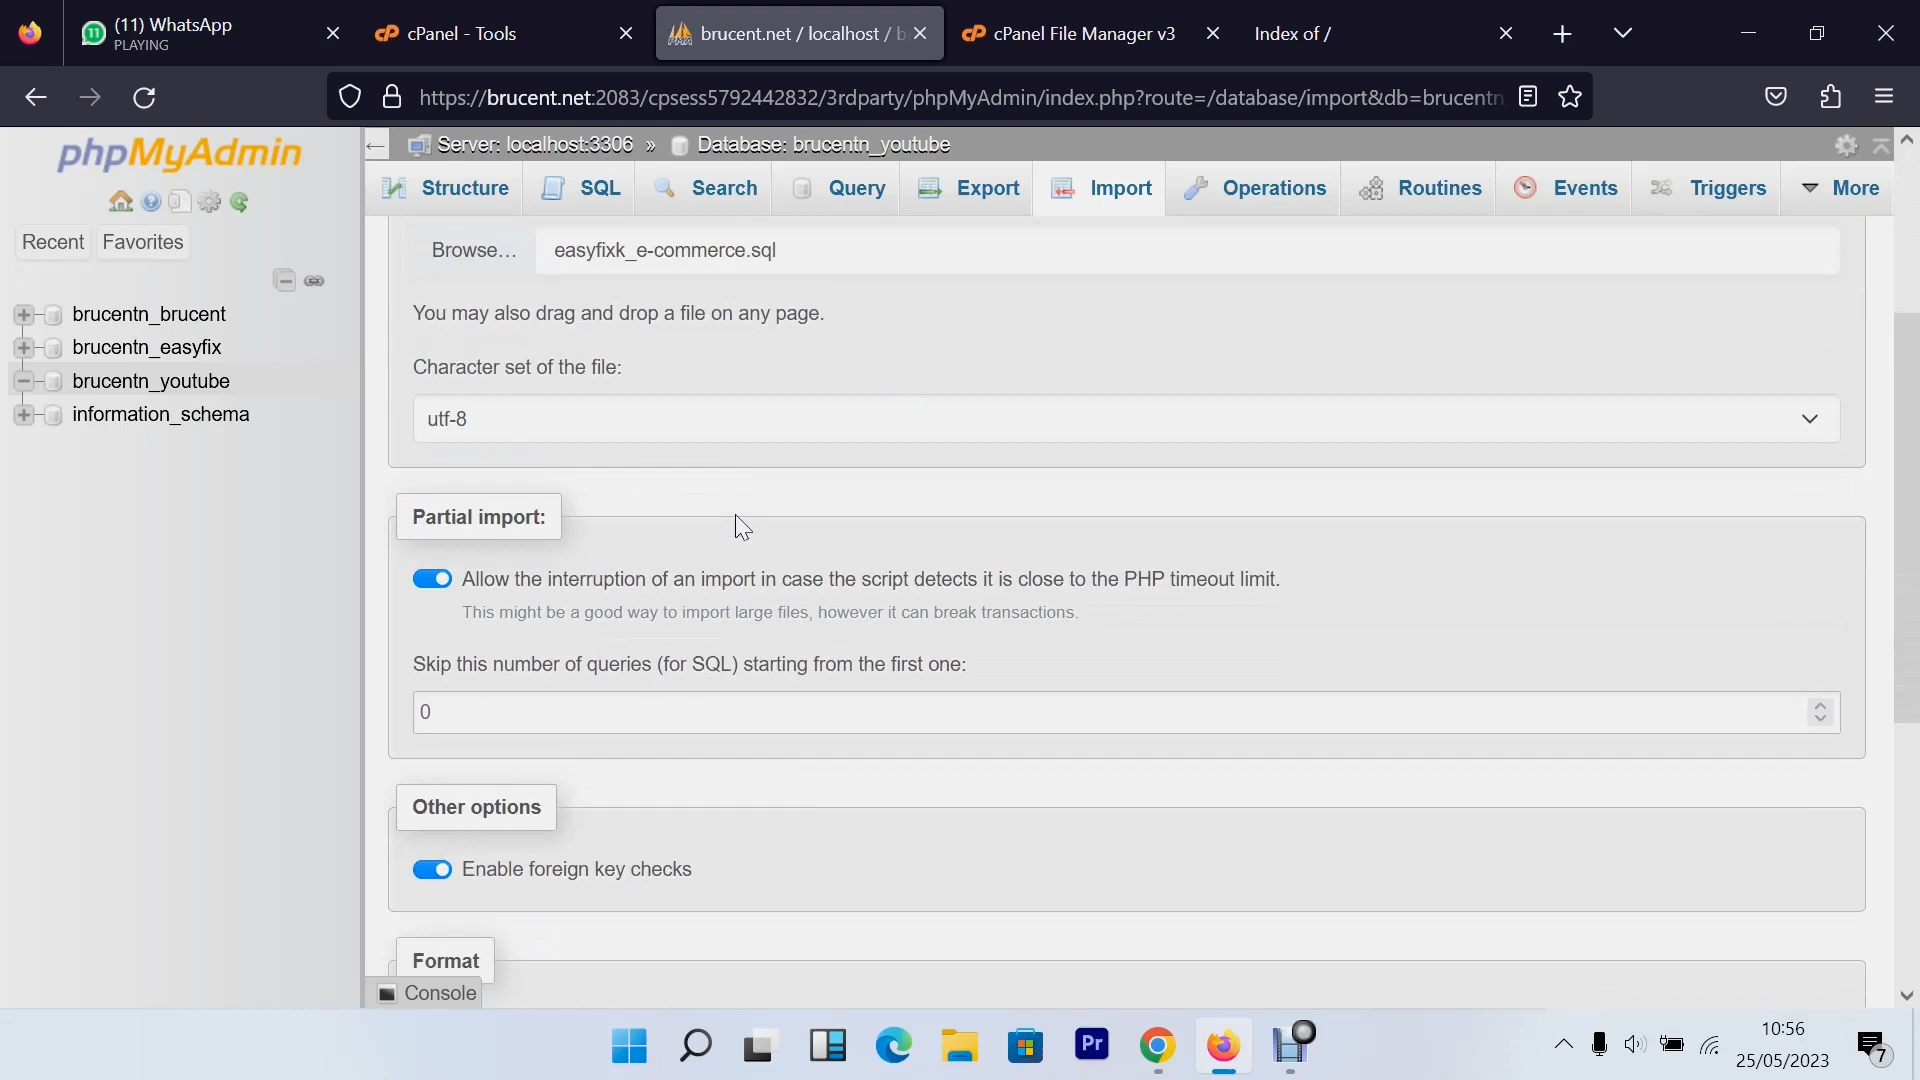 (11) WhatsApp
PLAYING
cPanel - Tools
brucent.net / localhost / b
cPanel File Manager v3
Index of /
https://brucent.net:2083/cpsess5792442832/3rdparty/phpMyAdmin/index.php?route=/database/import&db=brucentn
phpMyAdmin
Recent
Favorites
brucentn_brucent
brucentn_easyfix
brucentn_youtube
information_schema
Server: localhost:3306 » Database: brucentn_youtube
Structure
SQL
Search
Query
Export
Import
Operations
Routines
Events
Triggers
More
Browse… easyfixk_e-commerce.sql
You may also drag and drop a file on any page.
Character set of the file:
utf-8
Partial import:
Allow the interruption of an import in case the script detects it is close to the PHP timeout limit.
This might be a good way to import large files, however it can break transactions.
Skip this number of queries (for SQL) starting from the first one:
0
Other options
Enable foreign key checks
Format
Console
Pr
10:56
25/05/2023
7